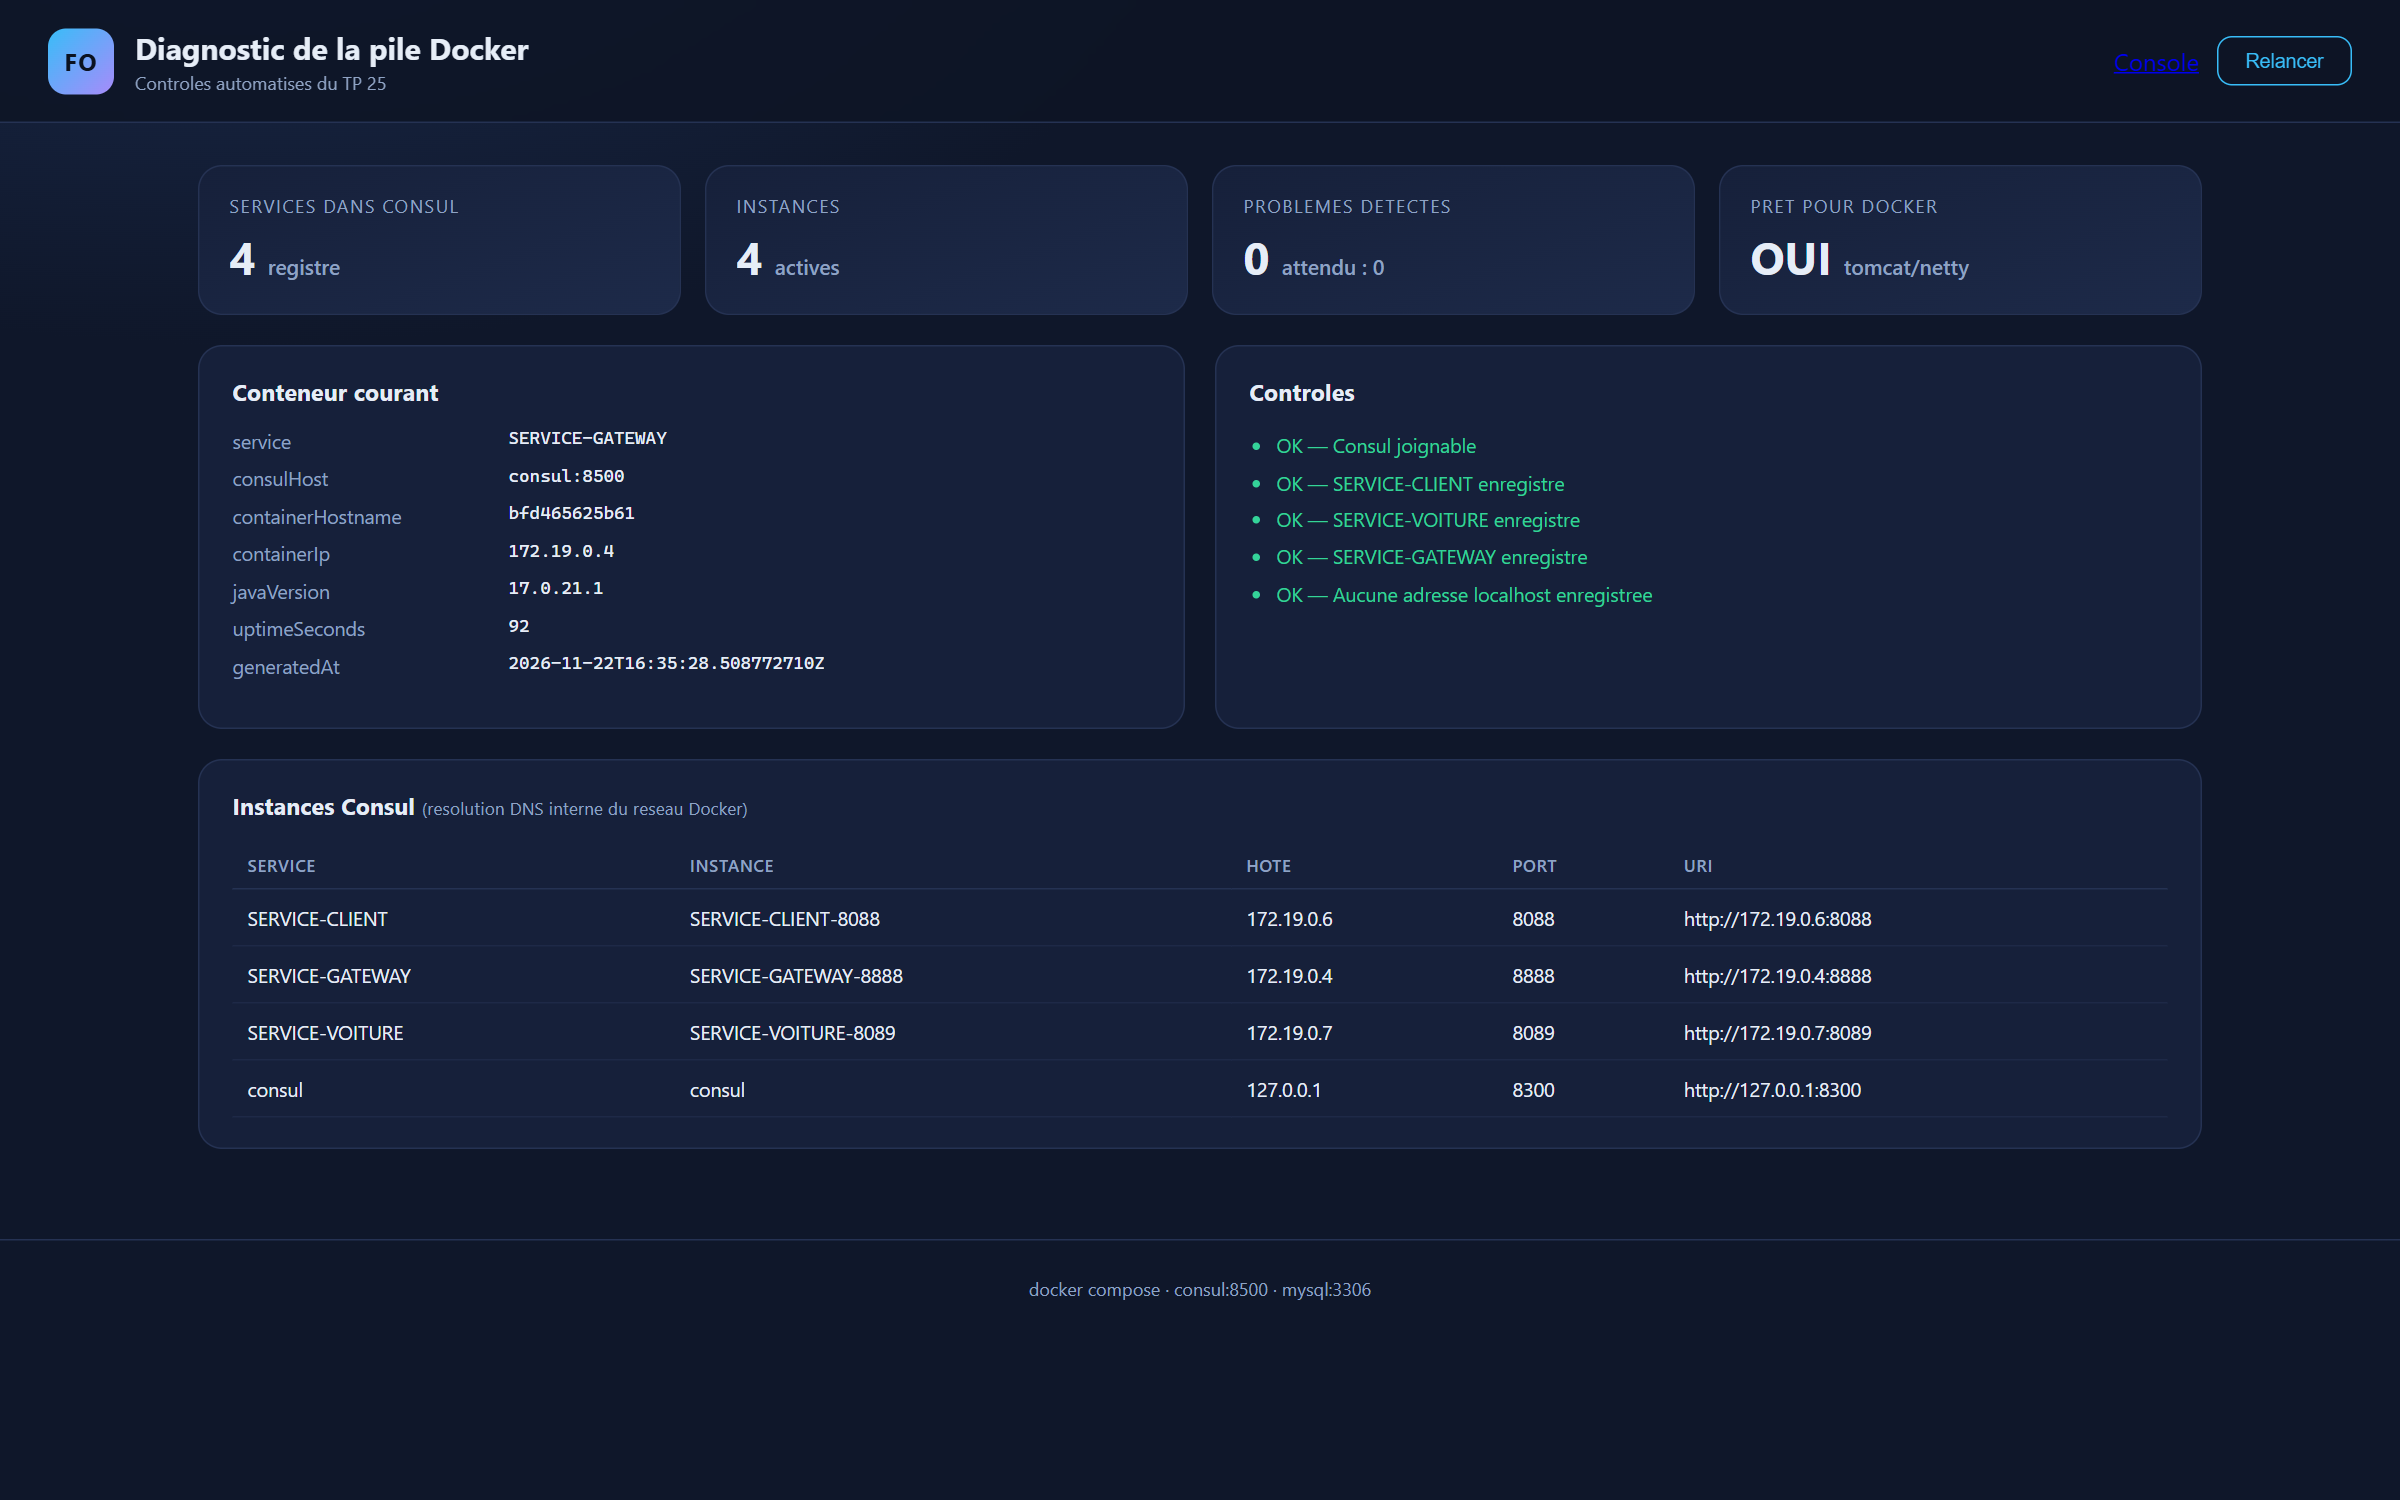 FO
Diagnostic de la pile Docker
Controles automatises du TP 25
Console
Relancer
SERVICES DANS CONSUL
4 registre
INSTANCES
4 actives
PROBLEMES DETECTES
0 attendu : 0
PRET POUR DOCKER
OUI tomcat/netty
Conteneur courant
service SERVICE-GATEWAY
consulHost consul:8500
containerHostname bfd465625b61
containerIp 172.19.0.4
javaVersion 17.0.21.1
uptimeSeconds 92
generatedAt 2026-11-22T16:35:28.508772710Z
Controles
• OK — Consul joignable
• OK — SERVICE-CLIENT enregistre
• OK — SERVICE-VOITURE enregistre
• OK — SERVICE-GATEWAY enregistre
• OK — Aucune adresse localhost enregistree
Instances Consul (resolution DNS interne du reseau Docker)
SERVICE INSTANCE HOTE PORT URI
SERVICE-CLIENT SERVICE-CLIENT-8088 172.19.0.6 8088 http://172.19.0.6:8088
SERVICE-GATEWAY SERVICE-GATEWAY-8888 172.19.0.4 8888 http://172.19.0.4:8888
SERVICE-VOITURE SERVICE-VOITURE-8089 172.19.0.7 8089 http://172.19.0.7:8089
consul consul 127.0.0.1 8300 http://127.0.0.1:8300
docker compose · consul:8500 · mysql:3306